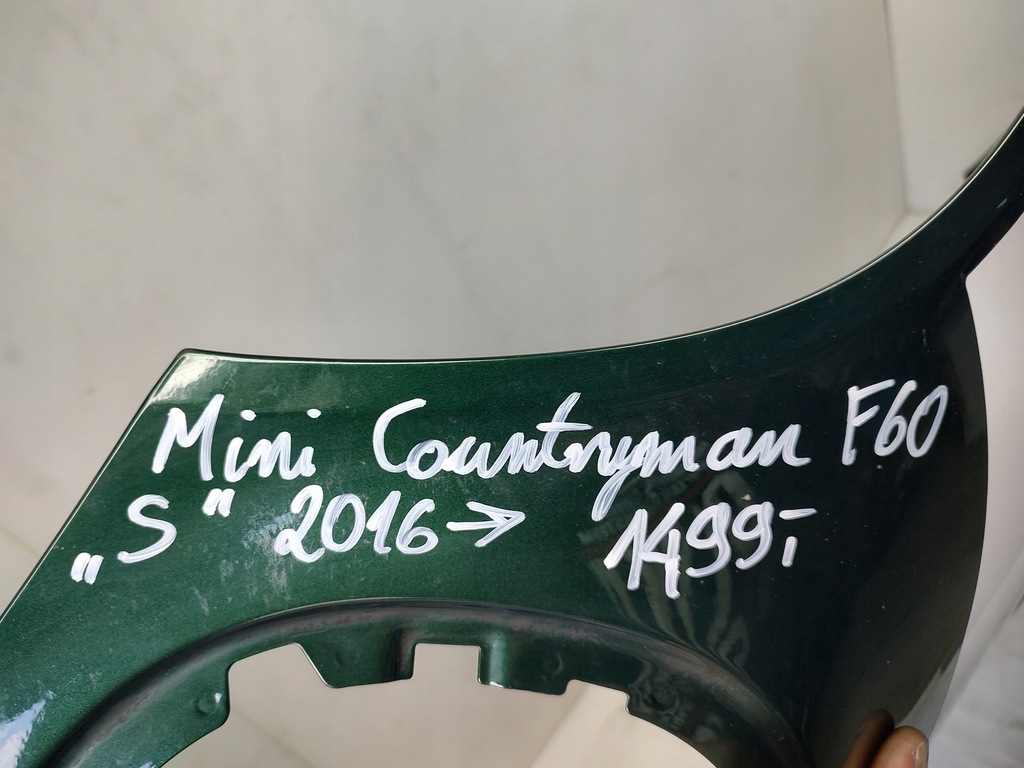 Mini Countryman F60
„S" 2016→ 1499,-